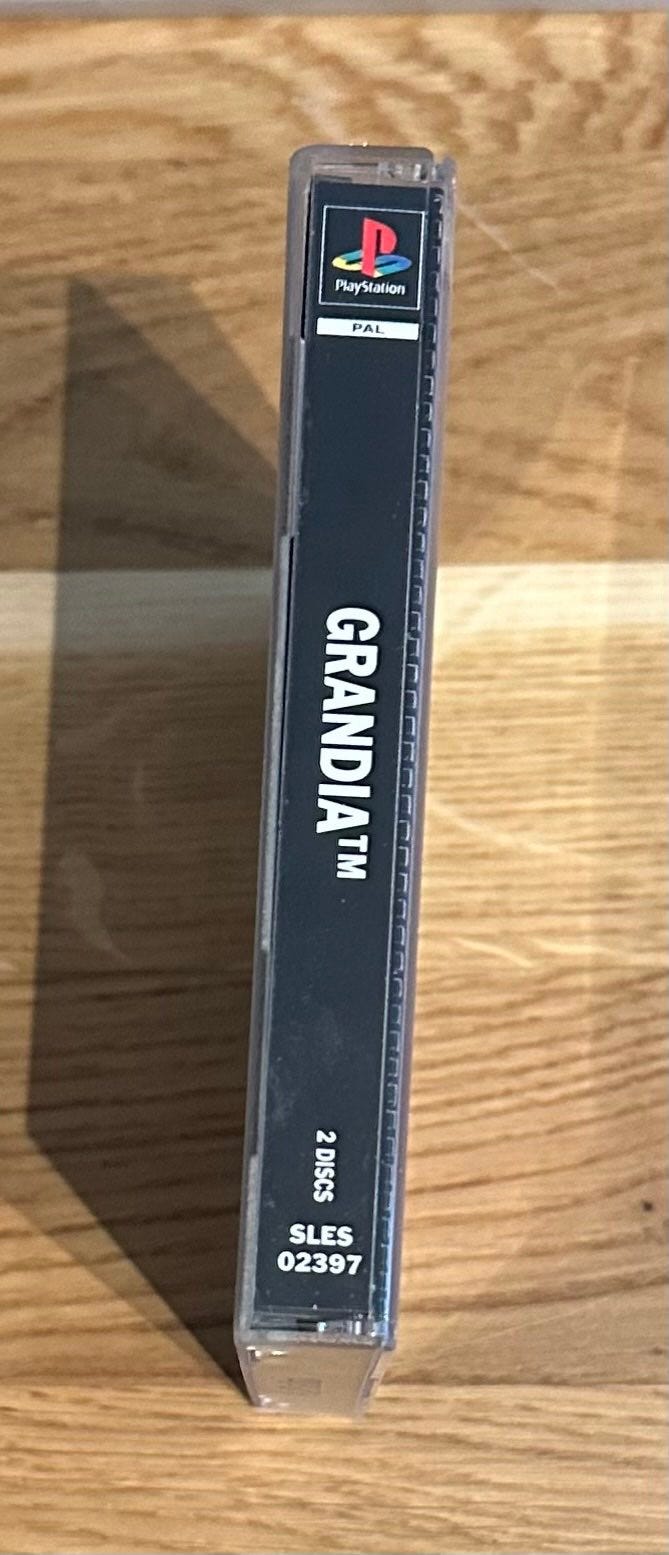 PlayStation
PAL
GRANDIA™
2 DISCS
SLES
02397